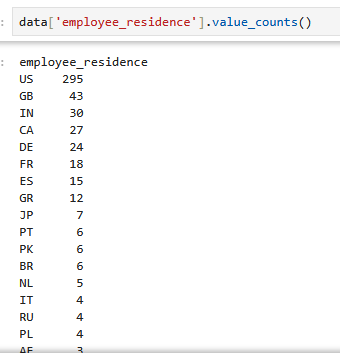 data['employee_residence'].value_counts()
employee_residence
US 295
GB 43
IN 30
CA 27
DE 24
FR 18
ES 15
GR 12
JP 7
PT 6
PK 6
BR 6
NL 5
IT 4
RU 4
PL 4
AE 3